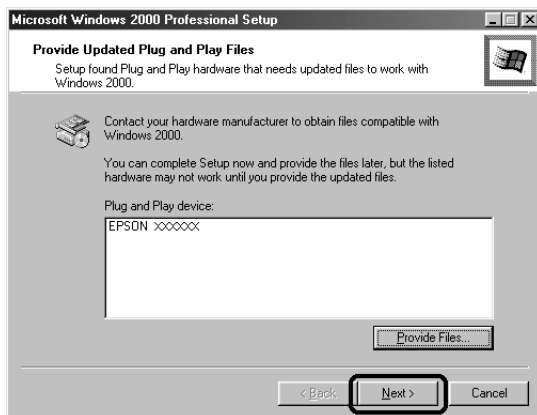 Microsoft Windows 2000 Professional Setup
Provide Updated Plug and Play Files
Setup found Plug and Play hardware that needs updated files to work with
Windows 2000.
Contact your hardware manufacturer to obtain files compatible with
Windows 2000.
You can complete Setup now and provide the files later, but the listed
hardware may not work until you provide the updated files.
Plug and Play device:
EPSON XXXXXX
Provide Files...
< Back Next > Cancel